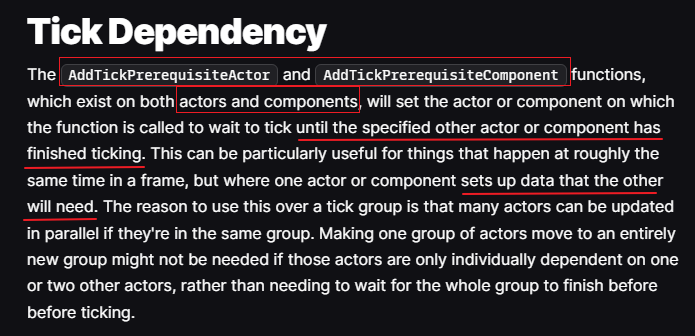 Tick Dependency
The AddTickPrerequisiteActor and AddTickPrerequisiteComponent functions,
which exist on both actors and components, will set the actor or component on which
the function is called to wait to tick until the specified other actor or component has
finished ticking. This can be particularly useful for things that happen at roughly the
same time in a frame, but where one actor or component sets up data that the other
will need. The reason to use this over a tick group is that many actors can be updated
in parallel if they're in the same group. Making one group of actors move to an entirely
new group might not be needed if those actors are only individually dependent on one
or two other actors, rather than needing to wait for the whole group to finish before
before ticking.